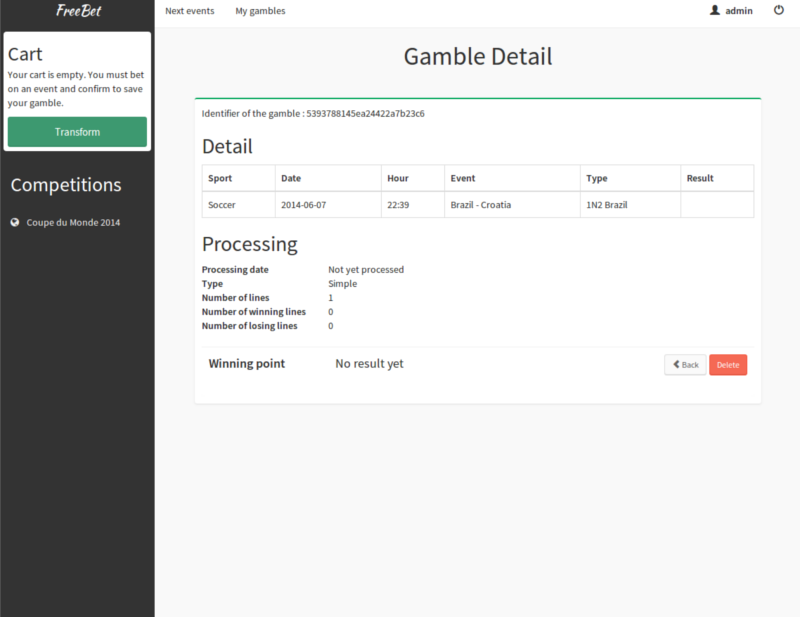 FreeBet
Next events
My gambles
admin
Cart
Your cart is empty. You must bet
on an event and confirm to save
your gamble.
Transform
Competitions
Coupe du Monde 2014
Gamble Detail
Identifier of the gamble : 5393788145ea24422a7b23c6
Detail
Sport Date Hour Event Type Result
Soccer 2014-06-07 22:39 Brazil - Croatia 1N2 Brazil
Processing
Processing date Not yet processed
Type Simple
Number of lines 1
Number of winning lines 0
Number of losing lines 0
Winning point No result yet
Back
Delete